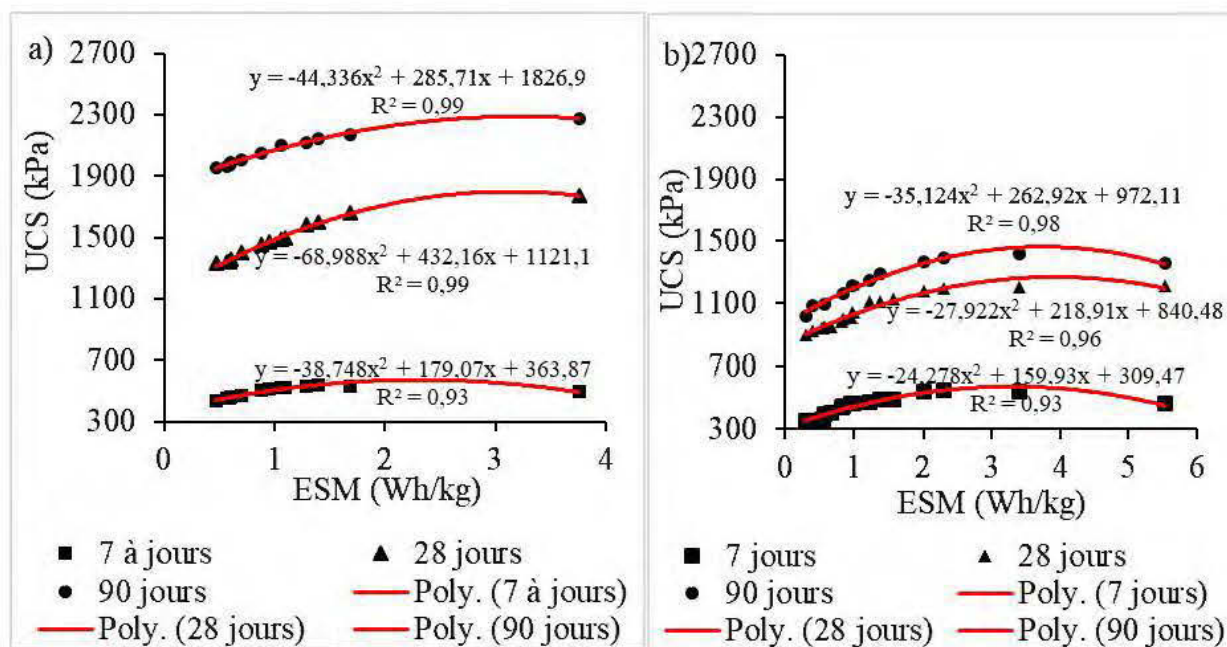 a)
2700
2300
1900
1500
1100
700
300
UCS (kPa)
y = -44,336x² + 285,71x + 1826,9
R² = 0,99
y = -68,988x² + 432,16x + 1121,1
R² = 0,99
y = -38,748x² + 179,07x + 363,87
R² = 0,93
0 1 2 3 4
ESM (Wh/kg)
7 à jours
28 jours
90 jours
Poly. (7 à jours)
Poly. (28 jours)
Poly. (90 jours)
b)
2700
2300
1900
1500
1100
700
300
UCS (kPa)
y = -35,124x² + 262,92x + 972,11
R² = 0,98
y = -27,922x² + 218,91x + 840,48
R² = 0,96
y = -24,278x² + 159,93x + 309,47
R² = 0,93
0 1 2 3 4 5 6
ESM (Wh/kg)
7 jours
28 jours
90 jours
Poly. (7 jours)
Poly. (28 jours)
Poly. (90 jours)